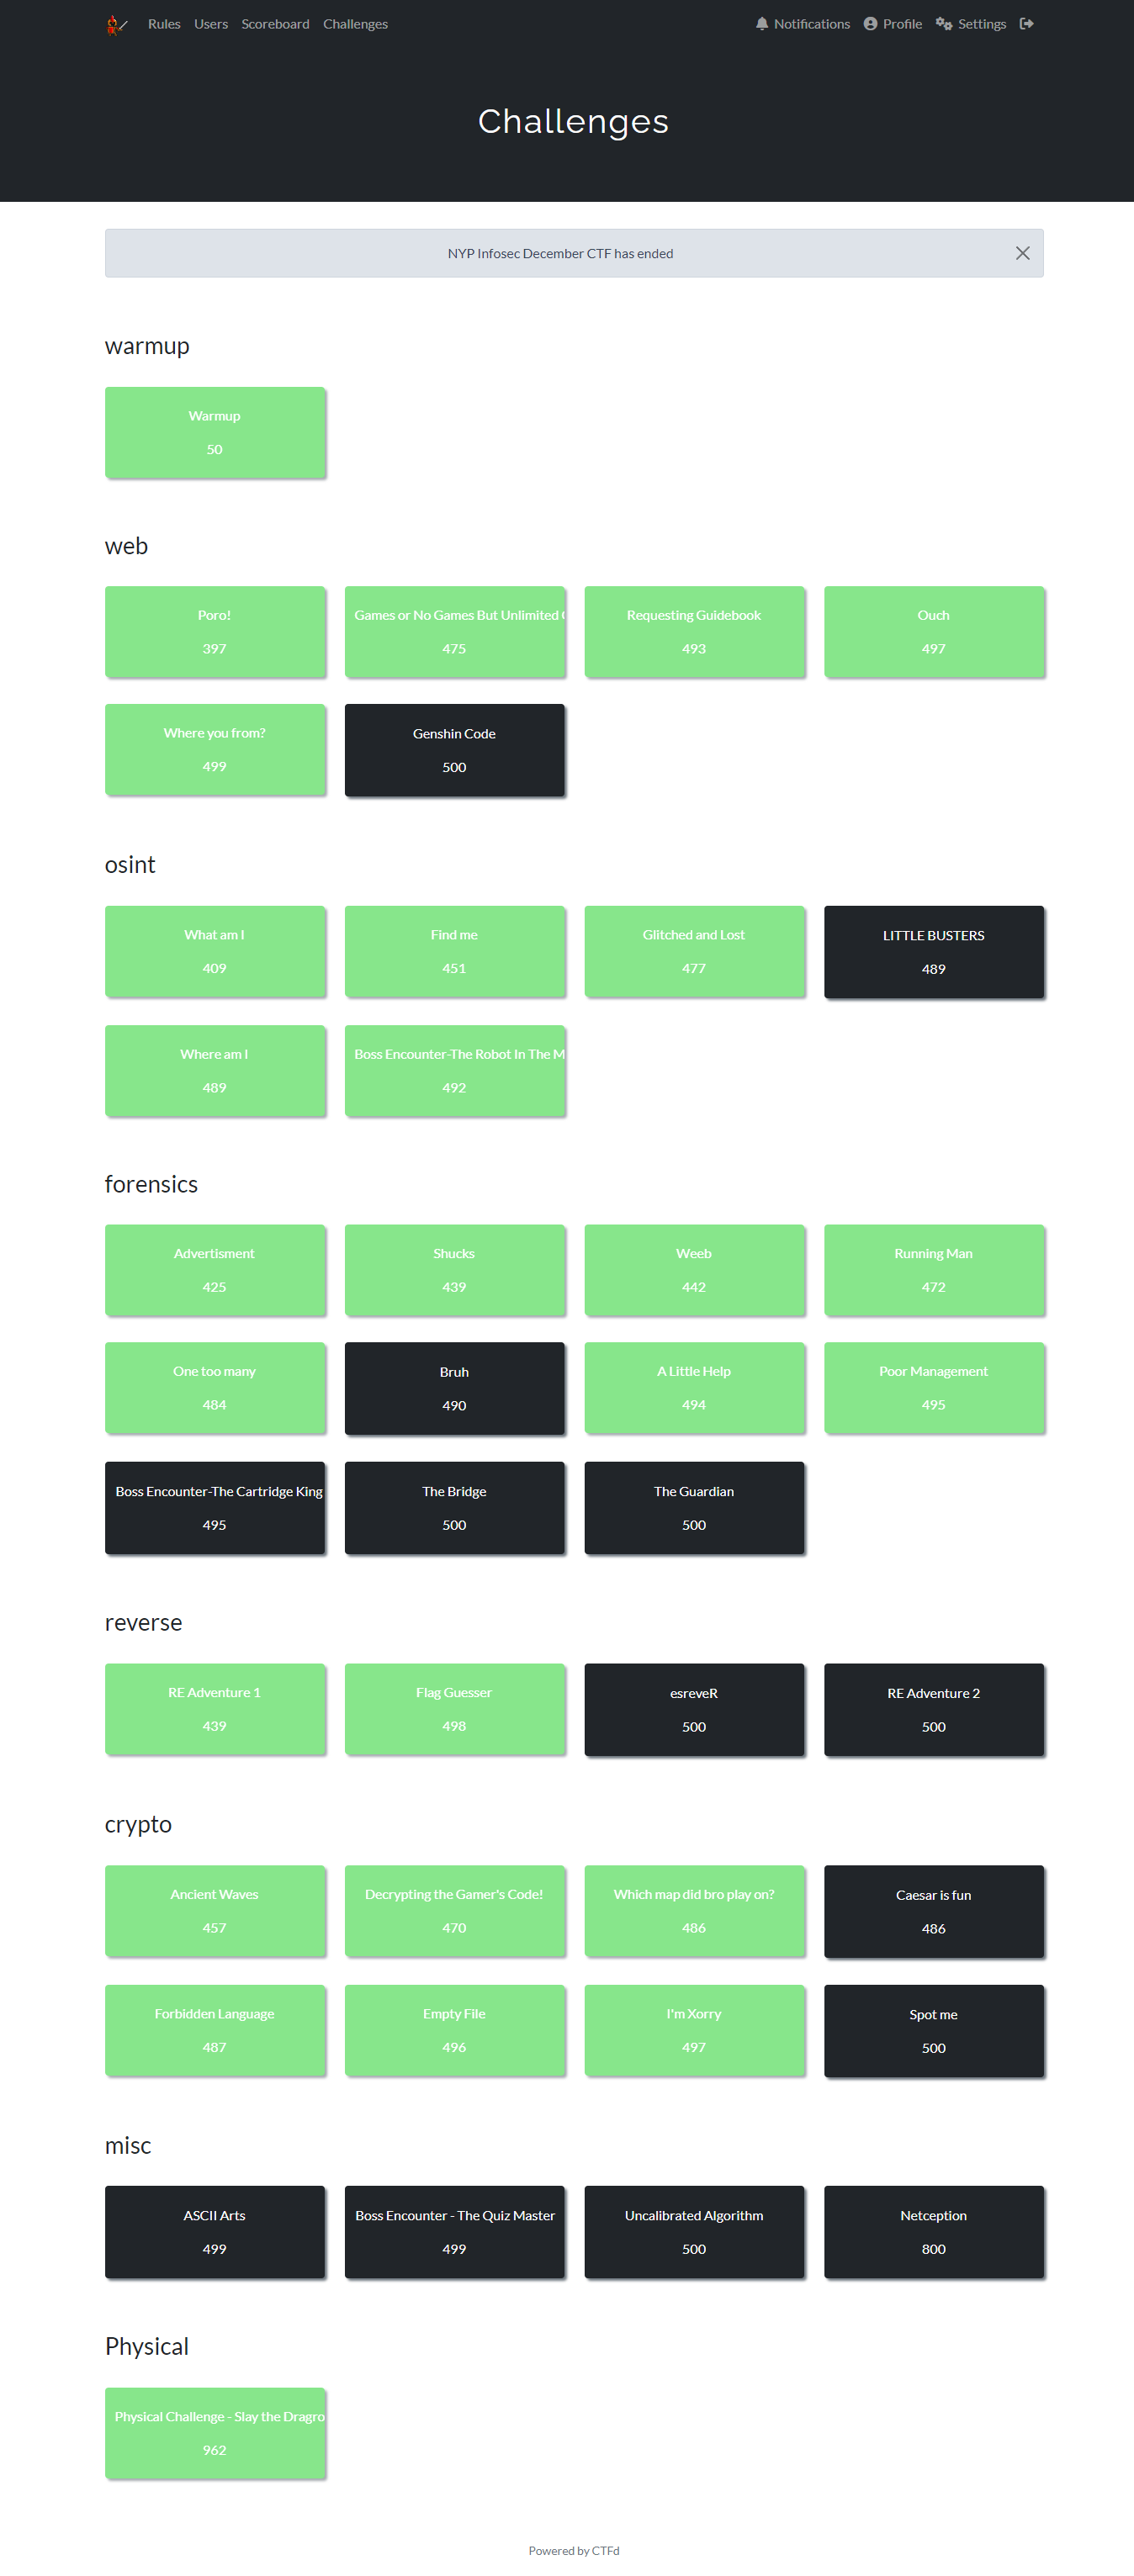 Rules Users Scoreboard Challenges Notifications Profile Settings
Challenges
NYP Infosec December CTF has ended
warmup
Warmup
50
web
Poro!
397
Games or No Games But Unlimited
475
Requesting Guidebook
493
Ouch
497
Where you from?
499
Genshin Code
500
osint
What am I
409
Find me
451
Glitched and Lost
477
LITTLE BUSTERS
489
Where am I
489
Boss Encounter-The Robot In The M
492
forensics
Advertisment
425
Shucks
439
Weeb
442
Running Man
472
One too many
484
Bruh
490
A Little Help
494
Poor Management
495
Boss Encounter-The Cartridge King
495
The Bridge
500
The Guardian
500
reverse
RE Adventure 1
439
Flag Guesser
498
esreveR
500
RE Adventure 2
500
crypto
Ancient Waves
457
Decrypting the Gamer's Code!
470
Which map did bro play on?
486
Caesar is fun
486
Forbidden Language
487
Empty File
496
I'm Xorry
497
Spot me
500
misc
ASCII Arts
499
Boss Encounter - The Quiz Master
499
Uncalibrated Algorithm
500
Netception
800
Physical
Physical Challenge - Slay the Dragro
962
Powered by CTFd